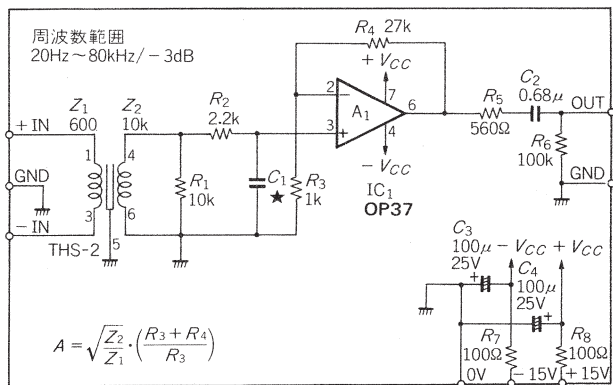 周波数範囲
20Hz～80kHz/−3dB
R4 27k
+VCC
Z1
600
Z2
10k
R2
2.2k
2
−
7
A1
6
3
+
4
−VCC
R5
560Ω
C2
0.68μ
OUT
R6
100k
GND
+IN
1
4
GND
−IN
3
6
5
THS-2
R1
10k
C1
★
R3
1k
IC1
OP37
C3
100μ
25V
−VCC
+VCC
C4
100μ
25V
+
+
R7
100Ω
R8
100Ω
0V
−15V
+15V
A=√Z2/Z1・(R3+R4/R3)